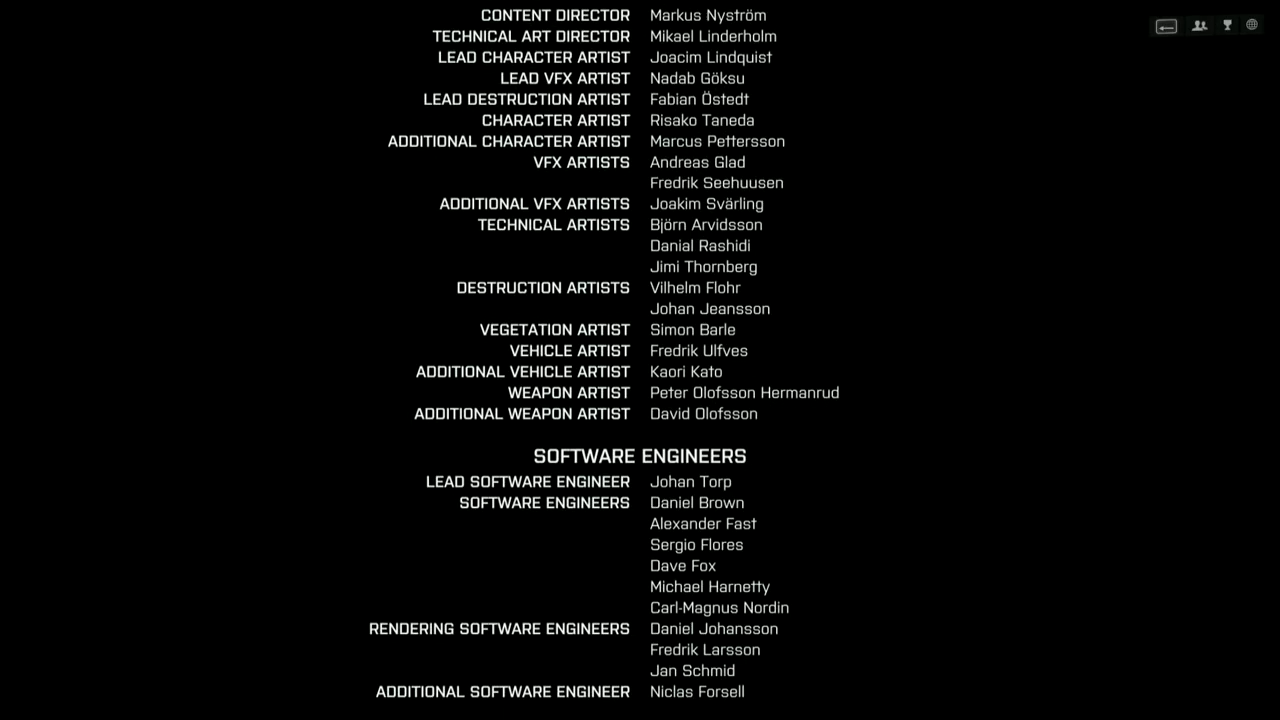 CONTENT DIRECTOR Markus Nyström
TECHNICAL ART DIRECTOR Mikael Linderholm
LEAD CHARACTER ARTIST Joacim Lindquist
LEAD VFX ARTIST Nadab Göksu
LEAD DESTRUCTION ARTIST Fabian Östedt
CHARACTER ARTIST Risako Taneda
ADDITIONAL CHARACTER ARTIST Marcus Pettersson
VFX ARTISTS Andreas Glad
Fredrik Seehuusen
ADDITIONAL VFX ARTISTS Joakim Svärling
TECHNICAL ARTISTS Björn Arvidsson
Danial Rashidi
Jimi Thornberg
DESTRUCTION ARTISTS Vilhelm Flohr
Johan Jeansson
VEGETATION ARTIST Simon Barle
VEHICLE ARTIST Fredrik Ulfves
ADDITIONAL VEHICLE ARTIST Kaori Kato
WEAPON ARTIST Peter Olofsson Hermanrud
ADDITIONAL WEAPON ARTIST David Olofsson
SOFTWARE ENGINEERS
LEAD SOFTWARE ENGINEER Johan Torp
SOFTWARE ENGINEERS Daniel Brown
Alexander Fast
Sergio Flores
Dave Fox
Michael Harnetty
Carl-Magnus Nordin
RENDERING SOFTWARE ENGINEERS Daniel Johansson
Fredrik Larsson
Jan Schmid
ADDITIONAL SOFTWARE ENGINEER Niclas Forsell